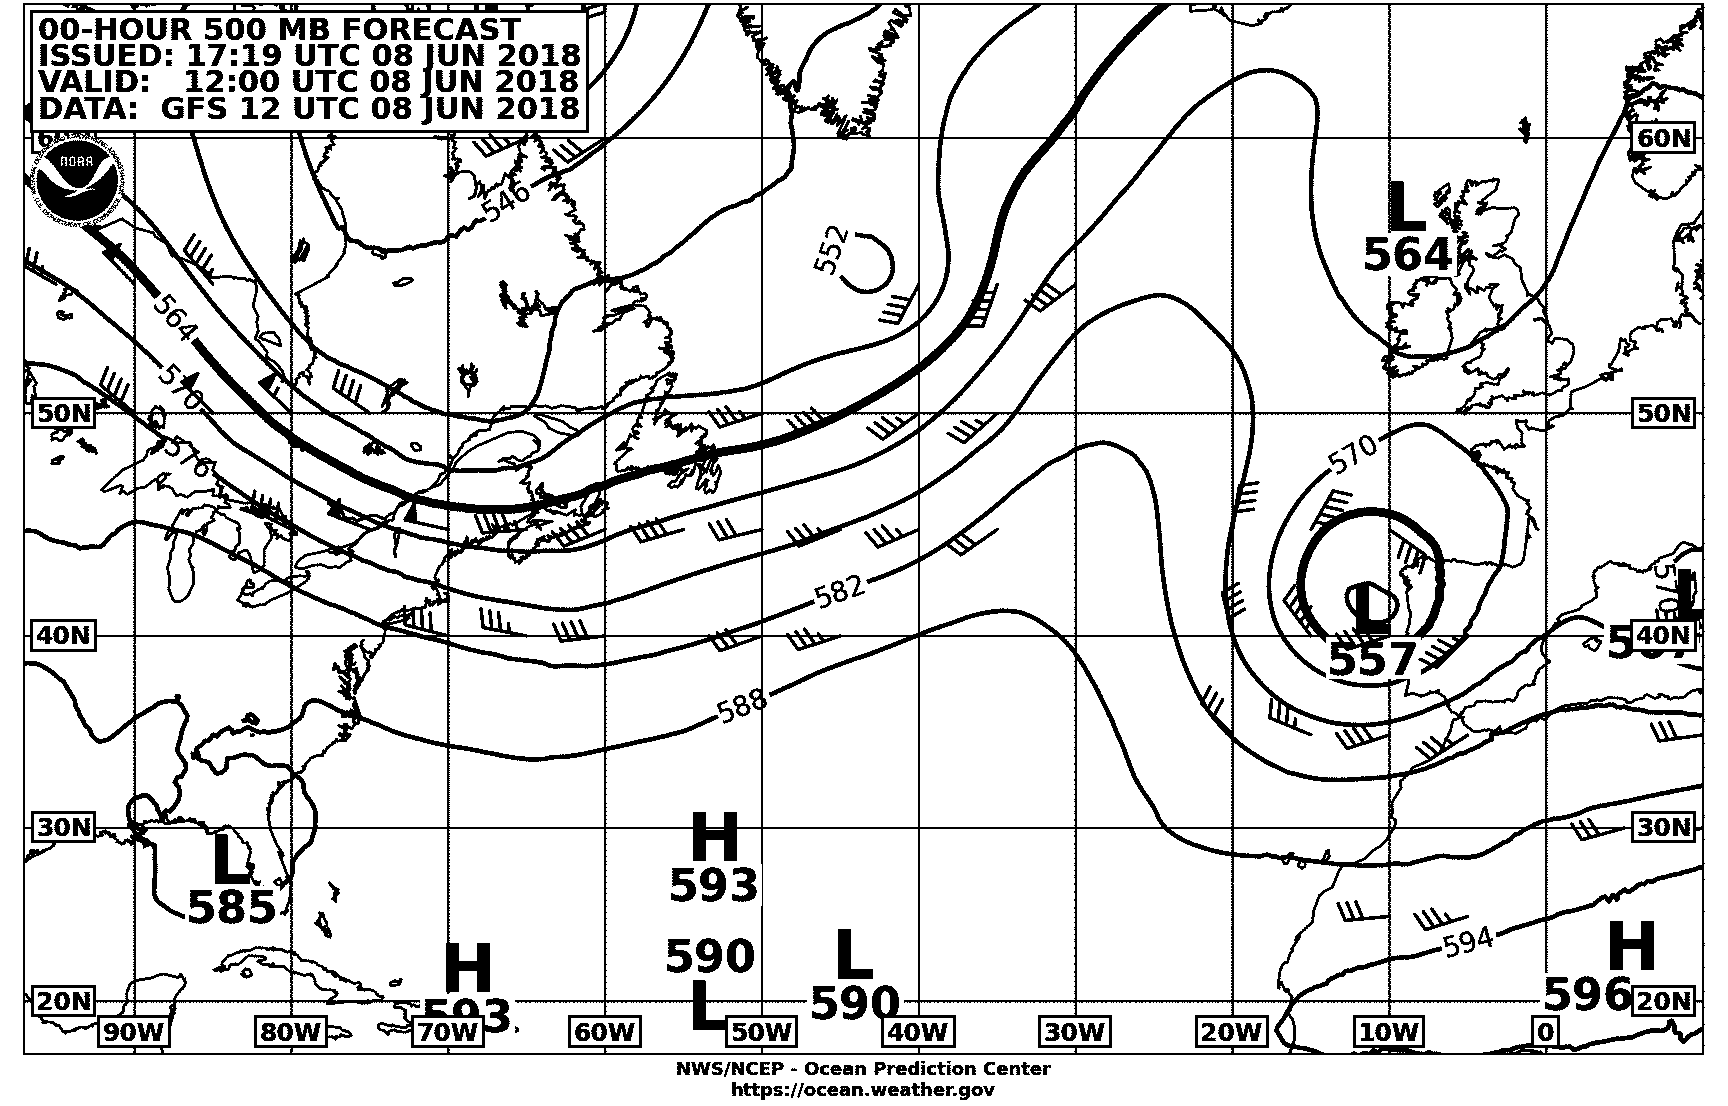 00-HOUR 500 MB FORECAST
ISSUED: 17:19 UTC 08 JUN 2018
VALID: 12:00 UTC 08 JUN 2018
DATA: GFS 12 UTC 08 JUN 2018
NOAA
60N
546
L
564
552
564
570
576
50N
50N
570
582
L
557
L
570
40N
40N
588
30N
30N
H
593
L
585
594
H
593
590
L
L
590
H
596
20N
20N
90W
80W
70W
60W
50W
40W
30W
20W
10W
0
NWS/NCEP - Ocean Prediction Center
https://ocean.weather.gov